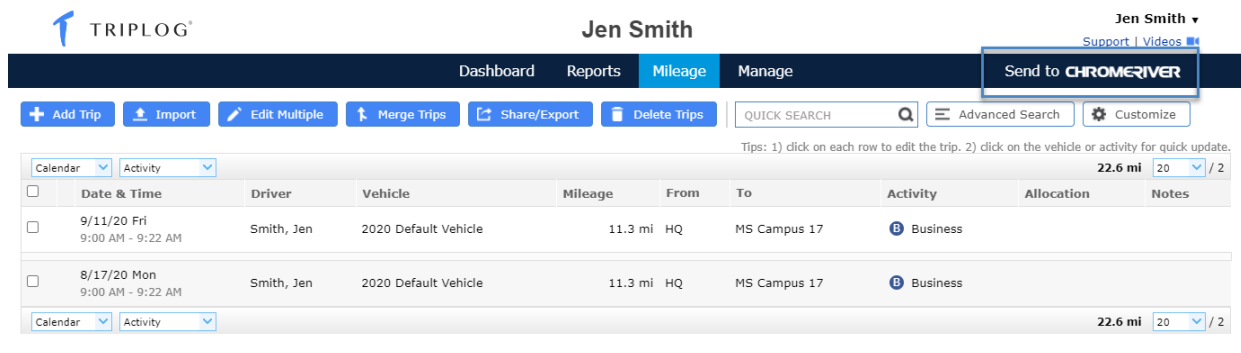 TRIPLOG®
Jen Smith
Jen Smith ▾
Support | Videos
Dashboard Reports Mileage Manage Send to CHROMERIVER
Add Trip Import Edit Multiple Merge Trips Share/Export Delete Trips QUICK SEARCH Advanced Search Customize
Tips: 1) click on each row to edit the trip. 2) click on the vehicle or activity for quick update.
Calendar Activity 22.6 mi 20 / 2
Date & Time Driver Vehicle Mileage From To Activity Allocation Notes
9/11/20 Fri
9:00 AM - 9:22 AM Smith, Jen 2020 Default Vehicle 11.3 mi HQ MS Campus 17 B Business
8/17/20 Mon
9:00 AM - 9:22 AM Smith, Jen 2020 Default Vehicle 11.3 mi HQ MS Campus 17 B Business
Calendar Activity 22.6 mi 20 / 2